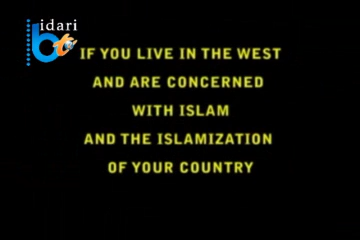 idari
IF YOU LIVE IN THE WEST
AND ARE CONCERNED
WITH ISLAM
AND THE ISLAMIZATION
OF YOUR COUNTRY